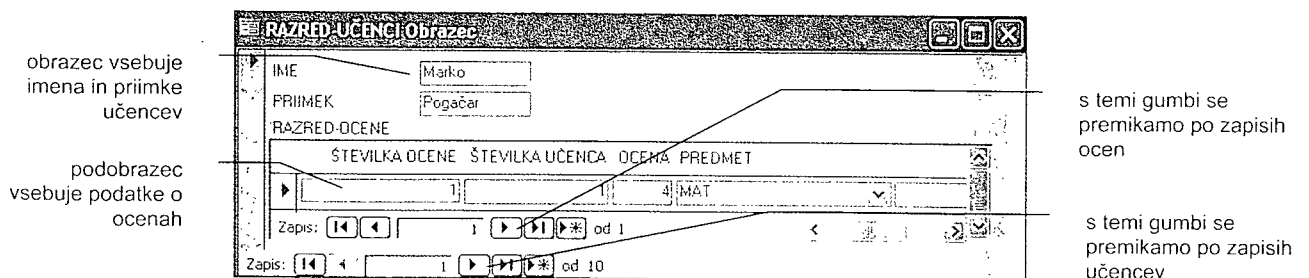 RAZRED-UČENCI Obrazec
obrazec vsebuje
imena in priimke
učencev
IME Marko
PRIIMEK Pogačar
RAZRED-OCENE
s temi gumbi se
premikamo po zapisih
ocen
podobrazec
vsebuje podatke o
ocenah
ŠTEVILKA OCENE ŠTEVILKA UČENCA OCENA PREDMET
1 1 4 MAT
Zapis: 1 od 1
Zapis: 1 od 10
s temi gumbi se
premikamo po zapisih
učencev